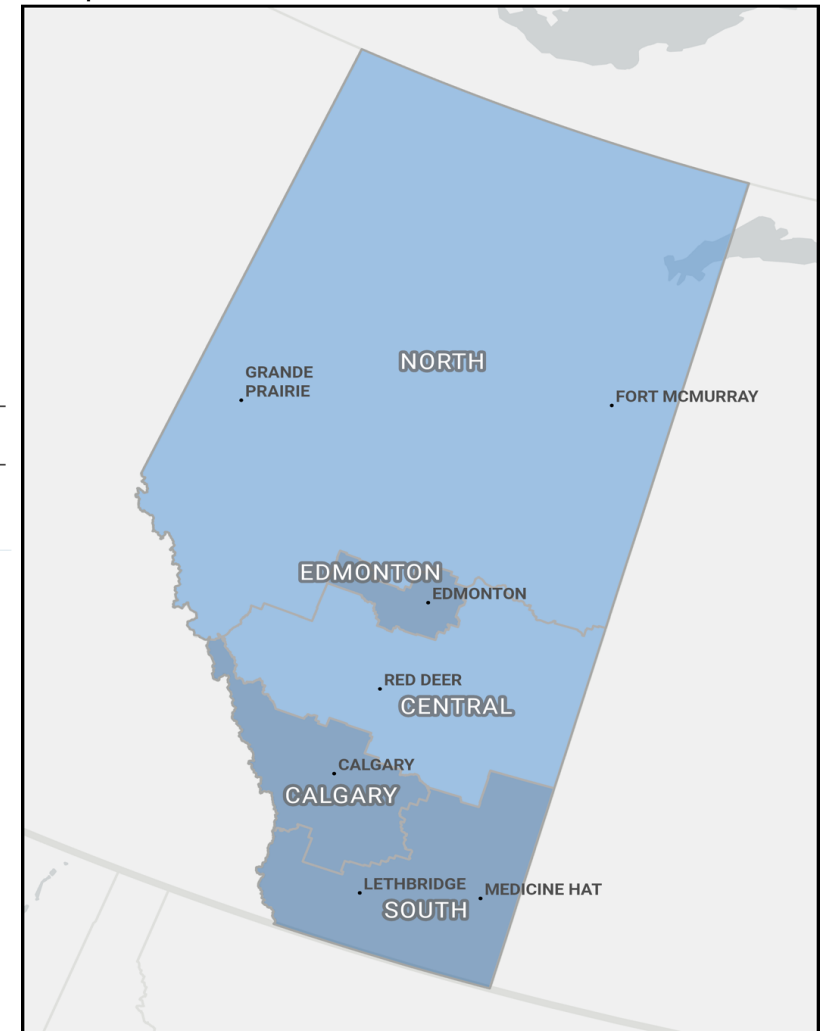 NORTH
GRANDE
PRAIRIE
FORT MCMURRAY
EDMONTON
EDMONTON
RED DEER
CENTRAL
CALGARY
CALGARY
LETHBRIDGE
MEDICINE HAT
SOUTH